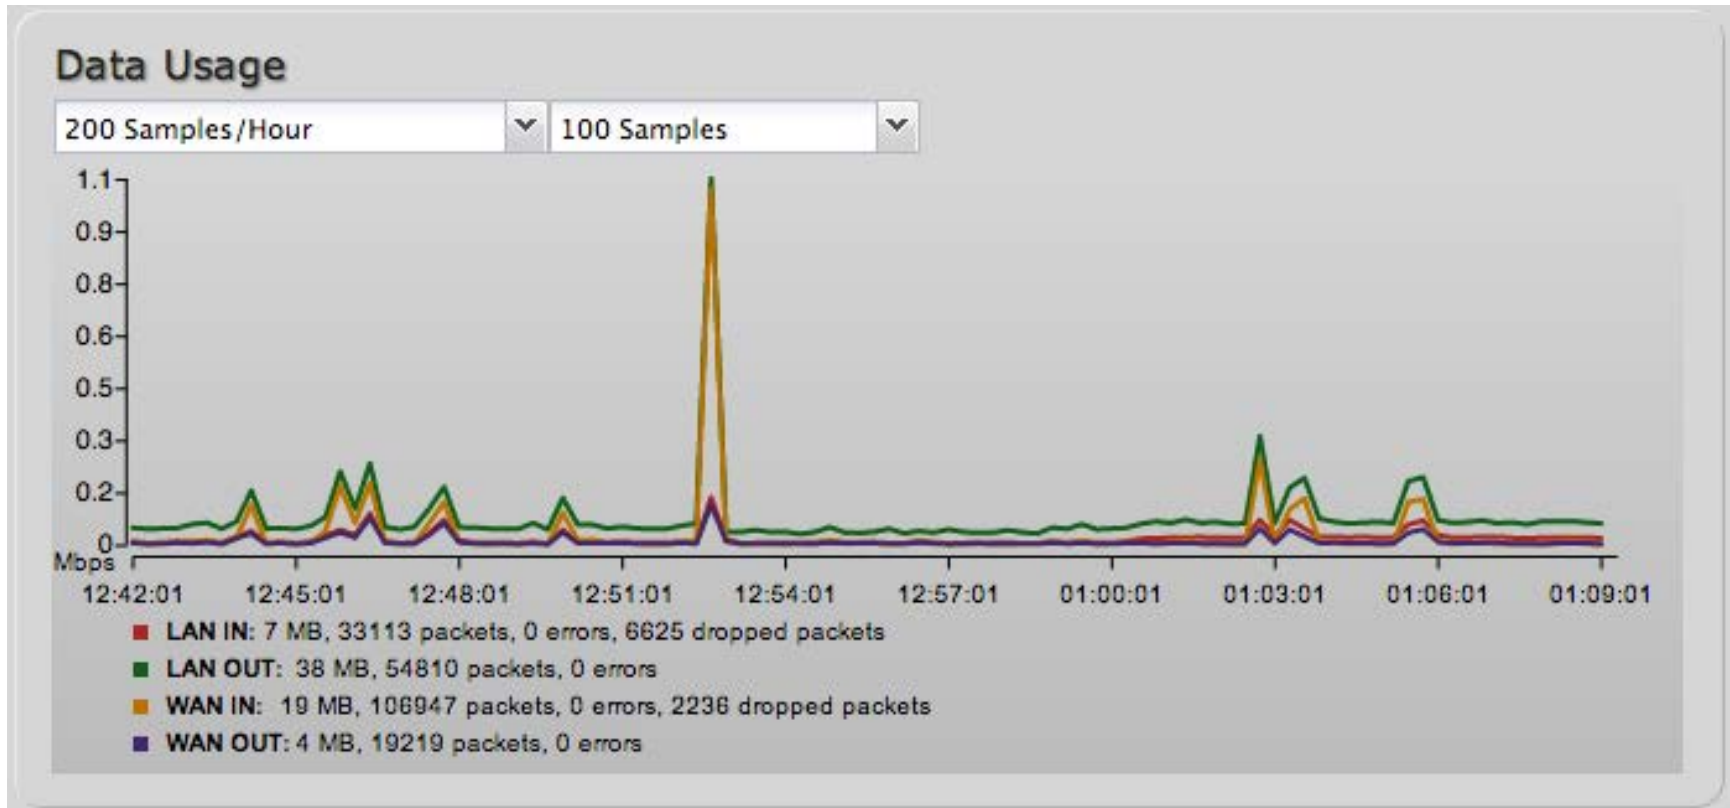 Data Usage
200 Samples/Hour 100 Samples
1.1
0.9
0.8
0.6
0.5
0.3
0.2
0
Mbps
12:42:01 12:45:01 12:48:01 12:51:01 12:54:01 12:57:01 01:00:01 01:03:01 01:06:01 01:09:01
LAN IN: 7 MB, 33113 packets, 0 errors, 6625 dropped packets
LAN OUT: 38 MB, 54810 packets, 0 errors
WAN IN: 19 MB, 106947 packets, 0 errors, 2236 dropped packets
WAN OUT: 4 MB, 19219 packets, 0 errors